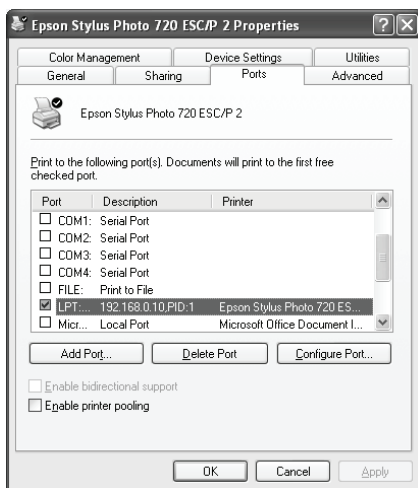 Epson Stylus Photo 720 ESC/P 2 Properties
Color Management Device Settings Utilities
General Sharing Ports Advanced
Epson Stylus Photo 720 ESC/P 2
Print to the following port(s). Documents will print to the first free
checked port.
Port Description Printer
COM1: Serial Port
COM2: Serial Port
COM3: Serial Port
COM4: Serial Port
FILE: Print to File
LPT:... 192.168.0.10,PID:1 Epson Stylus Photo 720 ES...
Micr... Local Port Microsoft Office Document I...
Add Port... Delete Port Configure Port...
Enable bidirectional support
Enable printer pooling
OK Cancel Apply